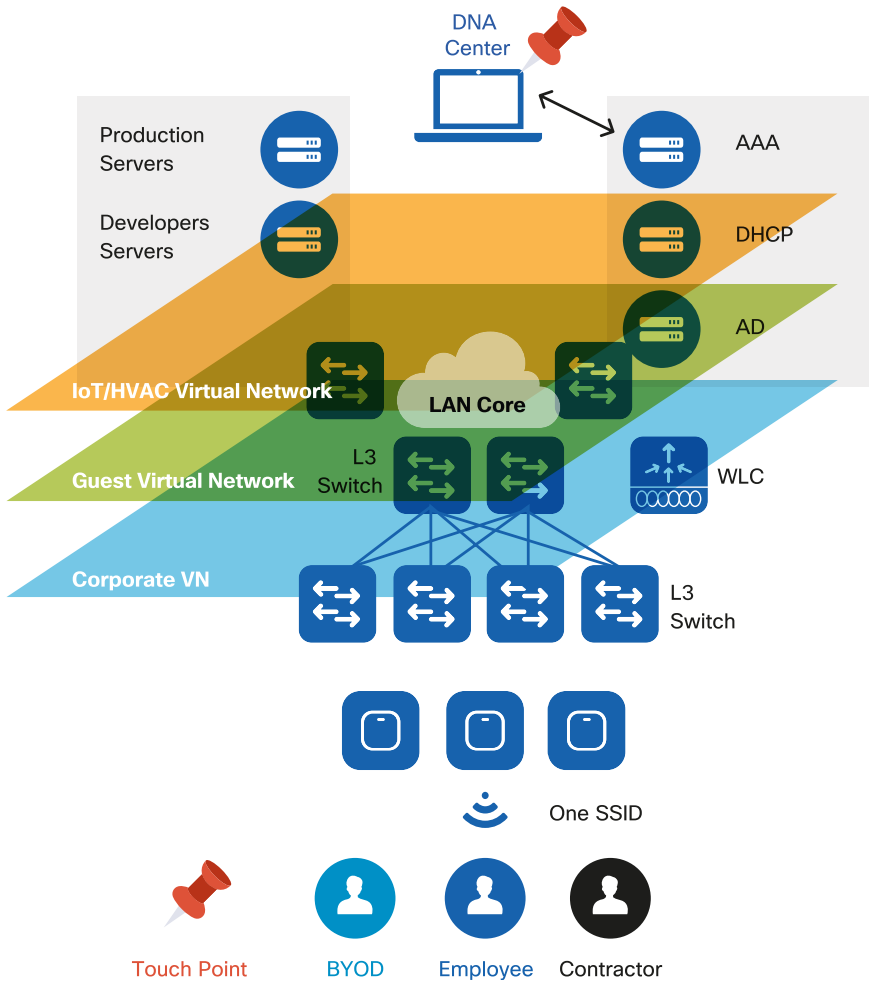 DNA
Center
Production
Servers
AAA
Developers
Servers
DHCP
AD
IoT/HVAC Virtual Network
LAN Core
L3
Switch
Guest Virtual Network
WLC
Corporate VN
L3
Switch
One SSID
Touch Point
BYOD
Employee
Contractor